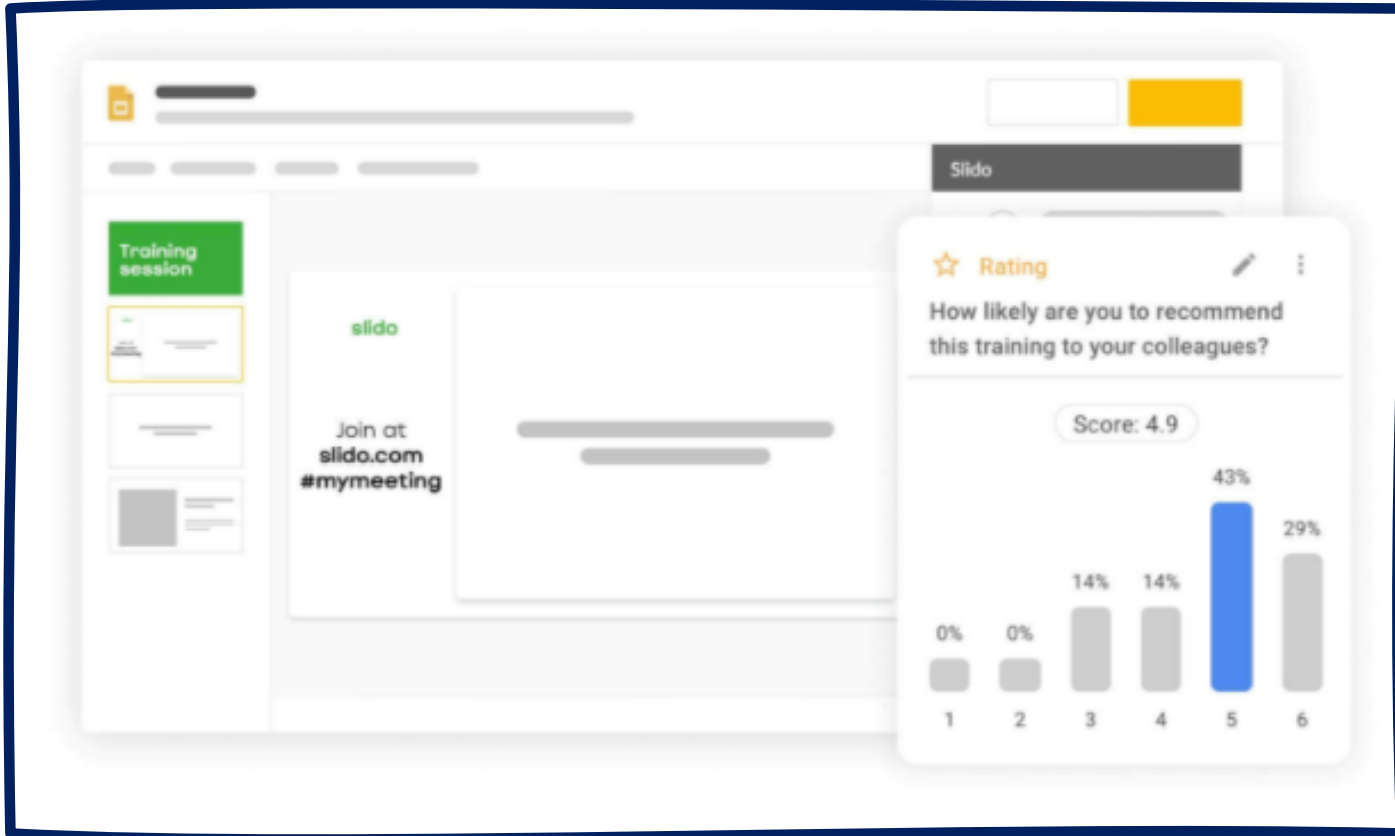 Slido
Training
session
slido
Join at
slido.com
#mymeeting
Rating
How likely are you to recommend
this training to your colleagues?
Score: 4.9
43%
29%
14% 14%
0% 0%
1 2 3 4 5 6